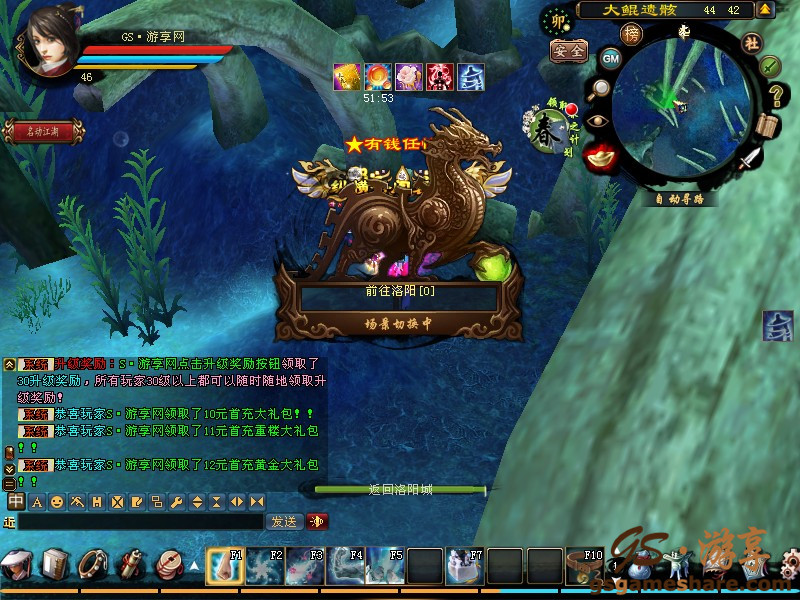 GS·游享网
46
51:53
名动江湖
大鲲遗骸 44 42
卯
安全
榜
社
GM
自动寻路
春
★有钱任
前往洛阳[0]
场景切换中
系统 升级奖励：S·游享网点击升级奖励按钮领取了
30升级奖励，所有玩家30级以上都可以随时随地领取升
级奖励！
系统 恭喜玩家S·游享网领取了10元首充大礼包！！
系统 恭喜玩家S·游享网领取了11元首充重楼大礼包
！！
系统 恭喜玩家S·游享网领取了12元首充黄金大礼包
！！
返回洛阳城
中 A H
近 发送
F1 F2 F3 F4 F5 F7 F10 1
GS·游享
gsgameshare.com